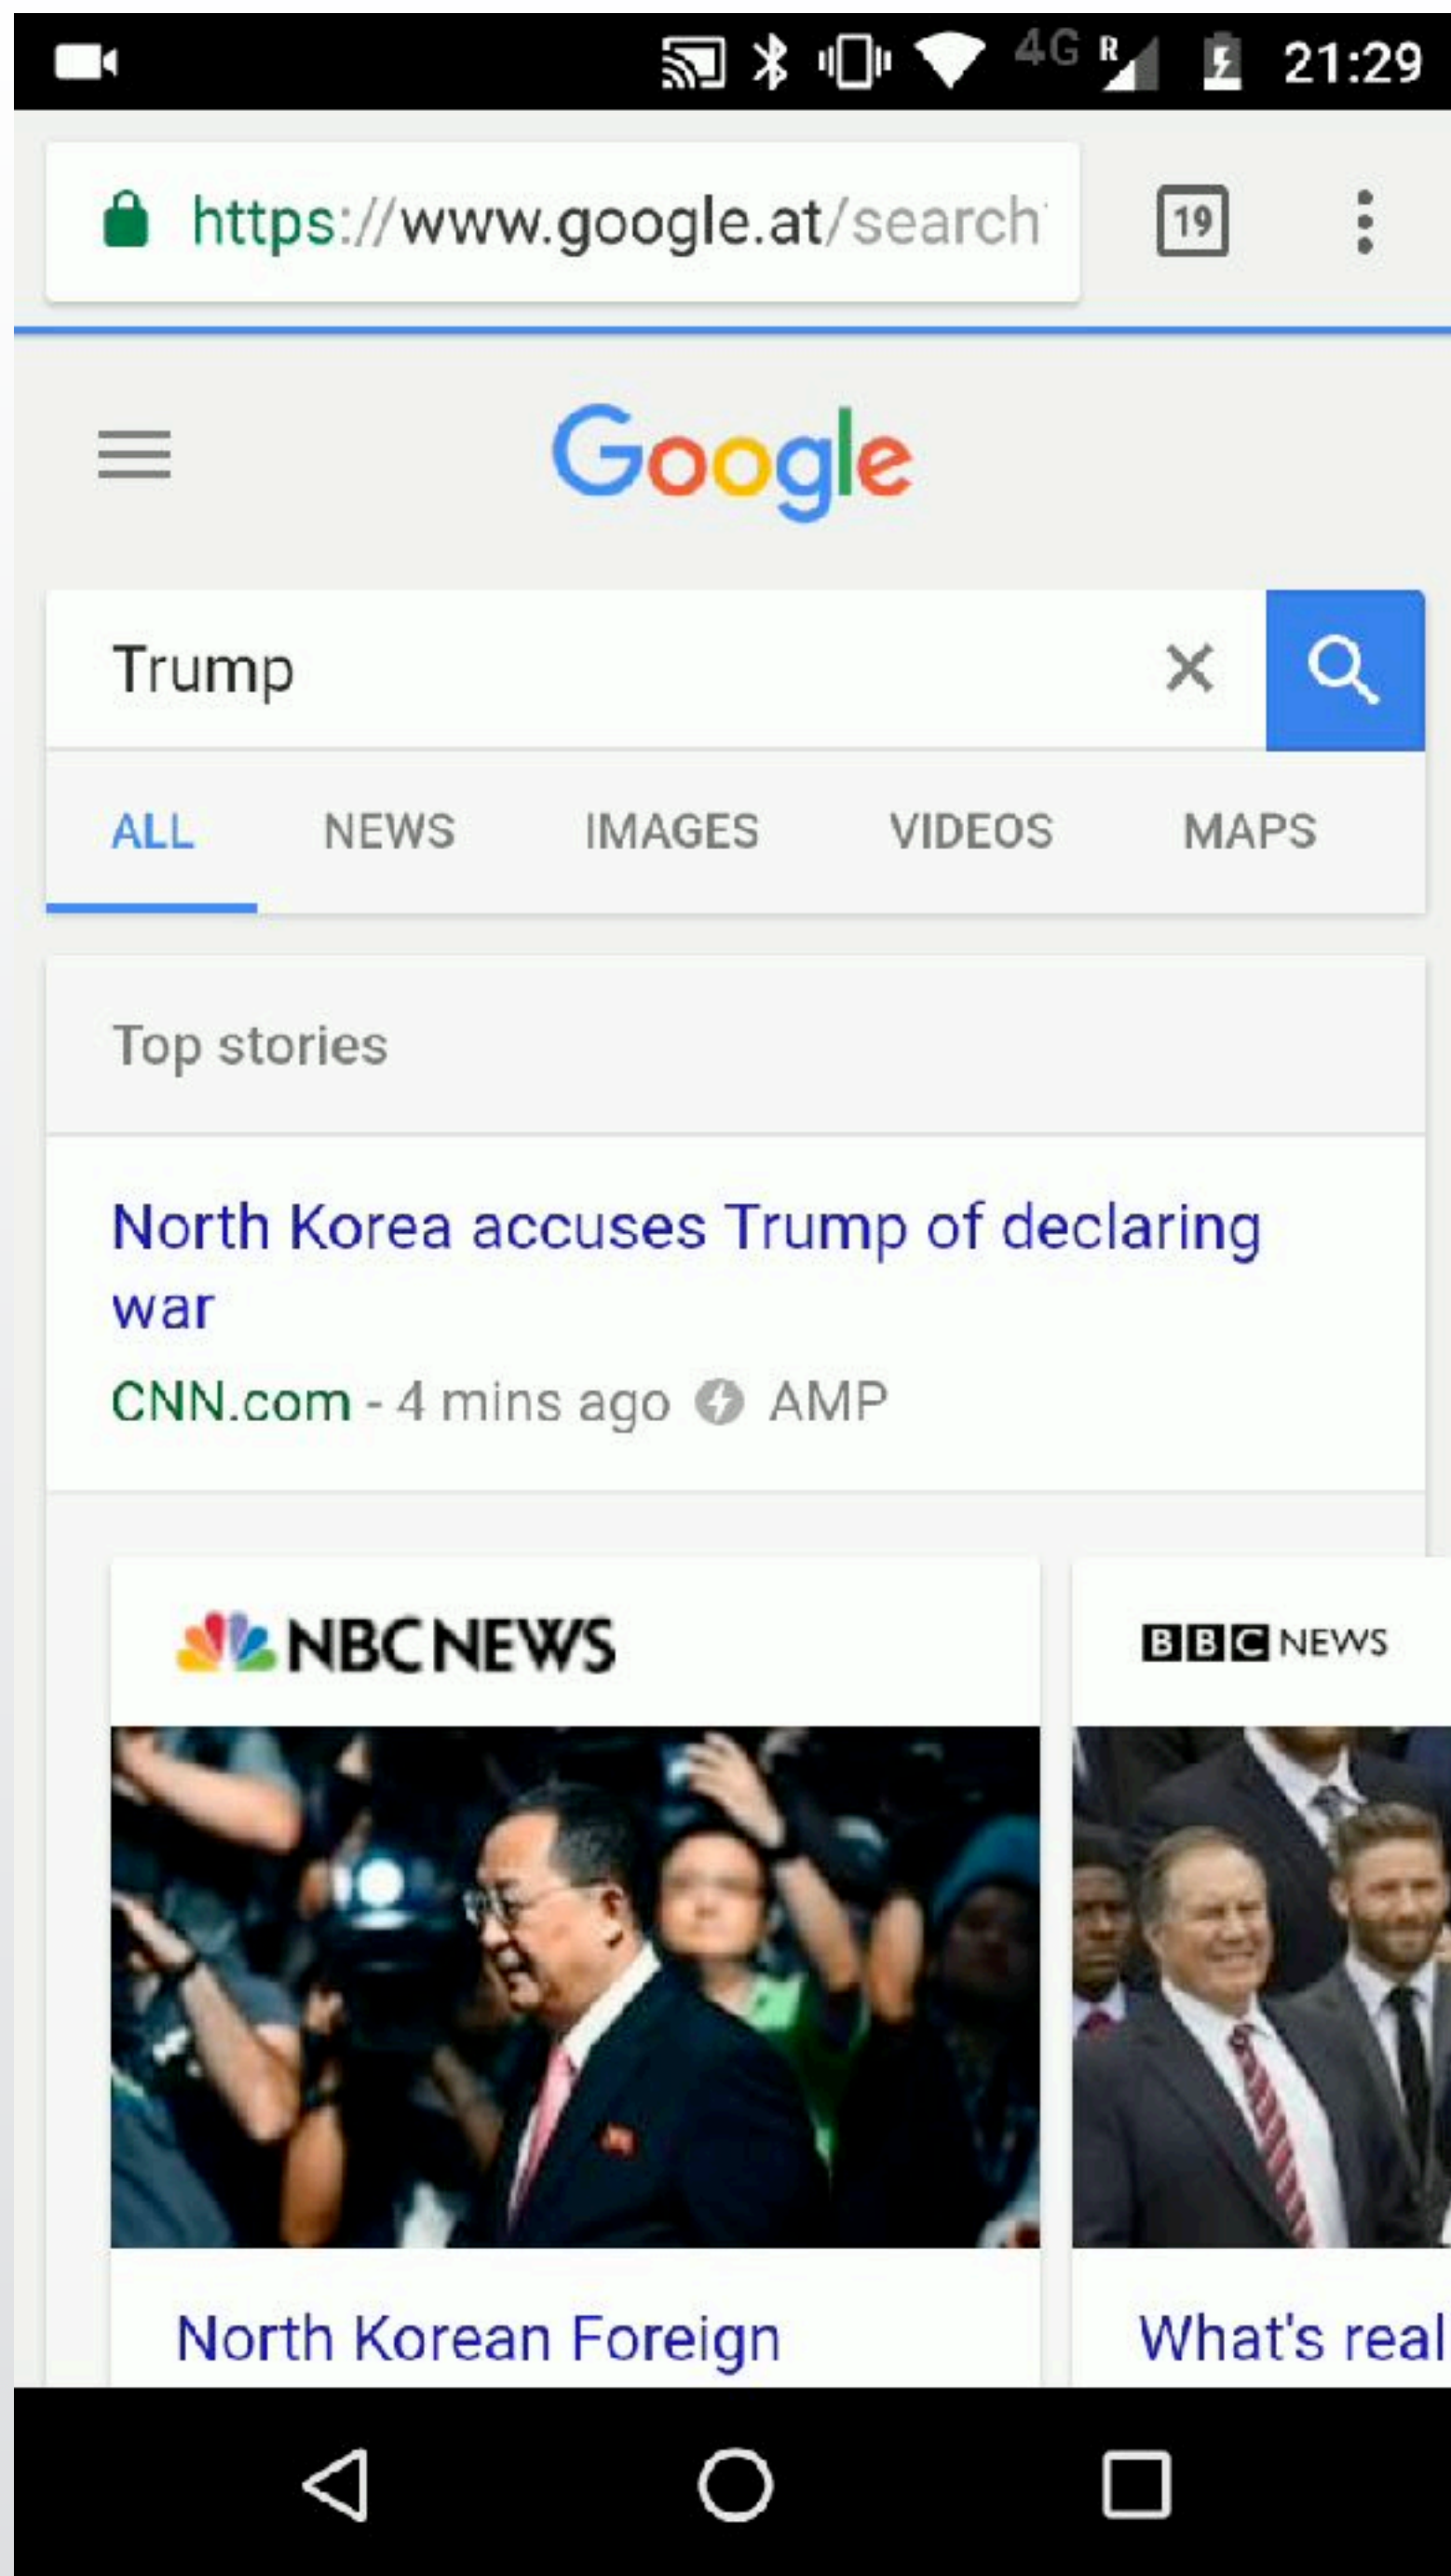 4G R 21:29
https://www.google.at/search
19
Google
Trump
ALL NEWS IMAGES VIDEOS MAPS
Top stories
North Korea accuses Trump of declaring
war
CNN.com - 4 mins ago AMP
NBC NEWS
BBC NEWS
North Korean Foreign
What's real